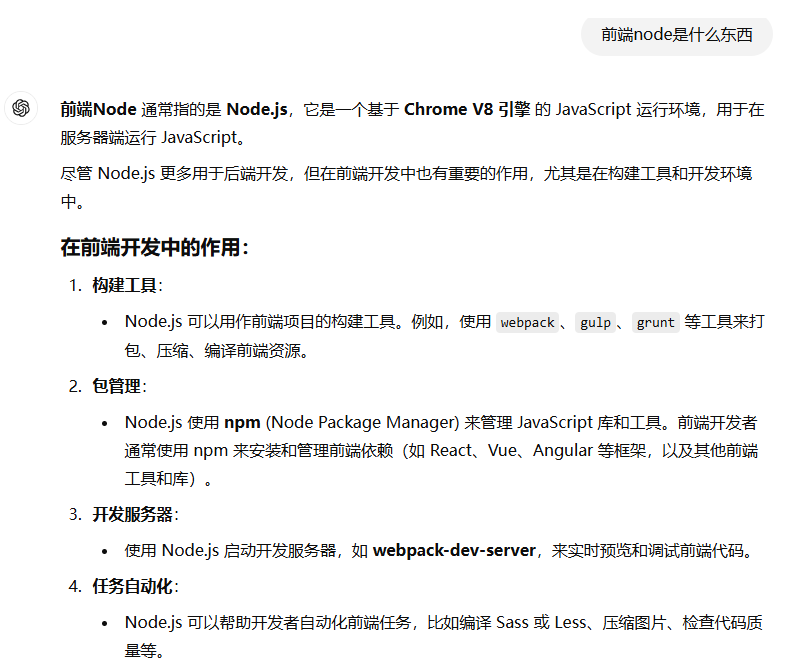 前端node是什么东西
前端Node 通常指的是 Node.js，它是一个基于 Chrome V8 引擎 的 JavaScript 运行环境，用于在
服务器端运行 JavaScript。
尽管 Node.js 更多用于后端开发，但在前端开发中也有重要的作用，尤其是在构建工具和开发环境
中。
在前端开发中的作用：
1. 构建工具：
• Node.js 可以用作前端项目的构建工具。例如，使用 webpack 、 gulp 、 grunt 等工具来打
包、压缩、编译前端资源。
2. 包管理：
• Node.js 使用 npm (Node Package Manager) 来管理 JavaScript 库和工具。前端开发者
通常使用 npm 来安装和管理前端依赖（如 React、Vue、Angular 等框架，以及其他前端
工具和库）。
3. 开发服务器：
• 使用 Node.js 启动开发服务器，如 webpack-dev-server，来实时预览和调试前端代码。
4. 任务自动化：
• Node.js 可以帮助开发者自动化前端任务，比如编译 Sass 或 Less、压缩图片、检查代码质
量等。